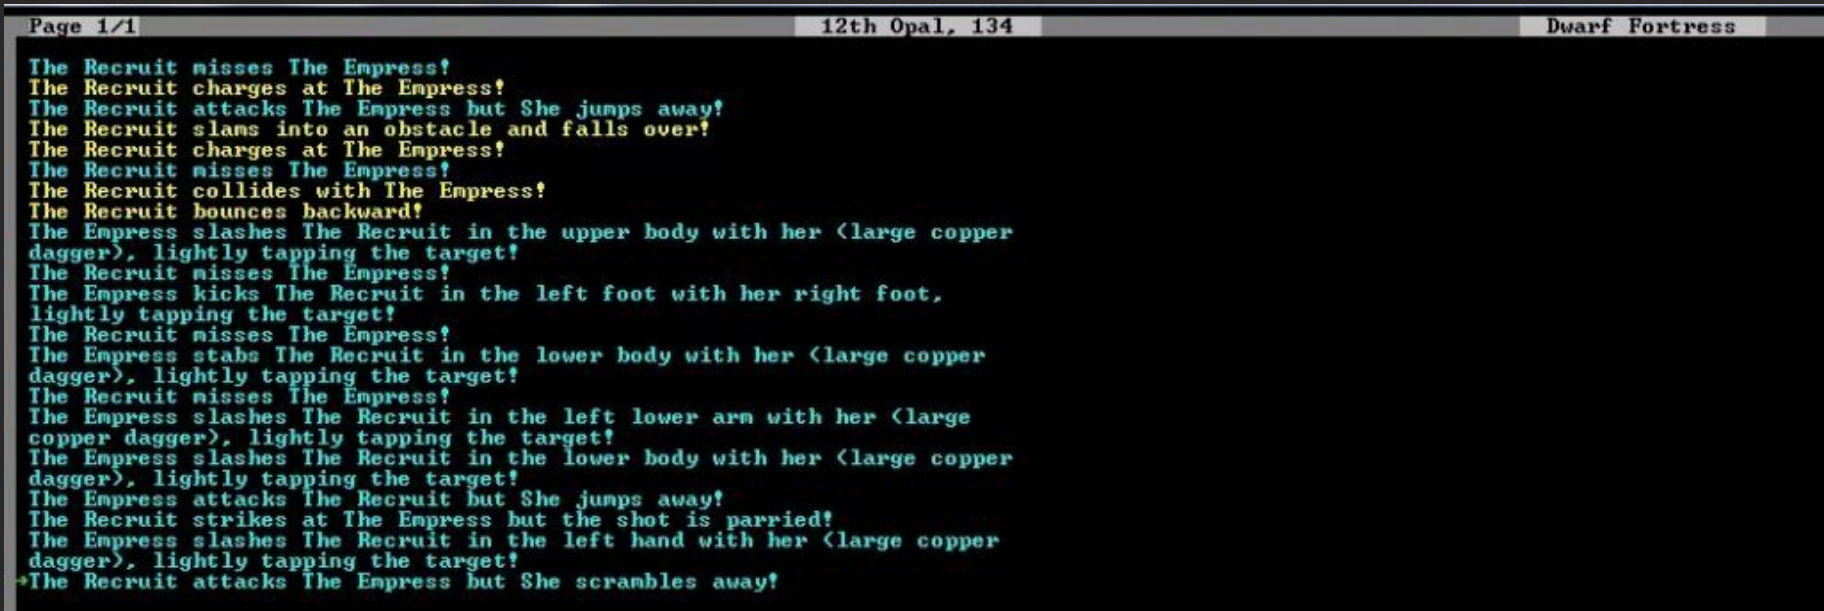 Page 1/1 12th Opal, 134 Dwarf Fortress
The Recruit misses The Empress!
The Recruit charges at The Empress!
The Recruit attacks The Empress but She jumps away!
The Recruit slams into an obstacle and falls over!
The Recruit charges at The Empress!
The Recruit misses The Empress!
The Recruit collides with The Empress!
The Recruit bounces backward!
The Empress slashes The Recruit in the upper body with her (large copper
dagger), lightly tapping the target!
The Recruit misses The Empress!
The Empress kicks The Recruit in the left foot with her right foot,
lightly tapping the target!
The Recruit misses The Empress!
The Empress stabs The Recruit in the lower body with her (large copper
dagger), lightly tapping the target!
The Recruit misses The Empress!
The Empress slashes The Recruit in the left lower arm with her (large
copper dagger), lightly tapping the target!
The Empress slashes The Recruit in the lower body with her (large copper
dagger), lightly tapping the target!
The Empress attacks The Recruit but She jumps away!
The Recruit strikes at The Empress but the shot is parried!
The Empress slashes The Recruit in the left hand with her (large copper
dagger), lightly tapping the target!
The Recruit attacks The Empress but She scrambles away!